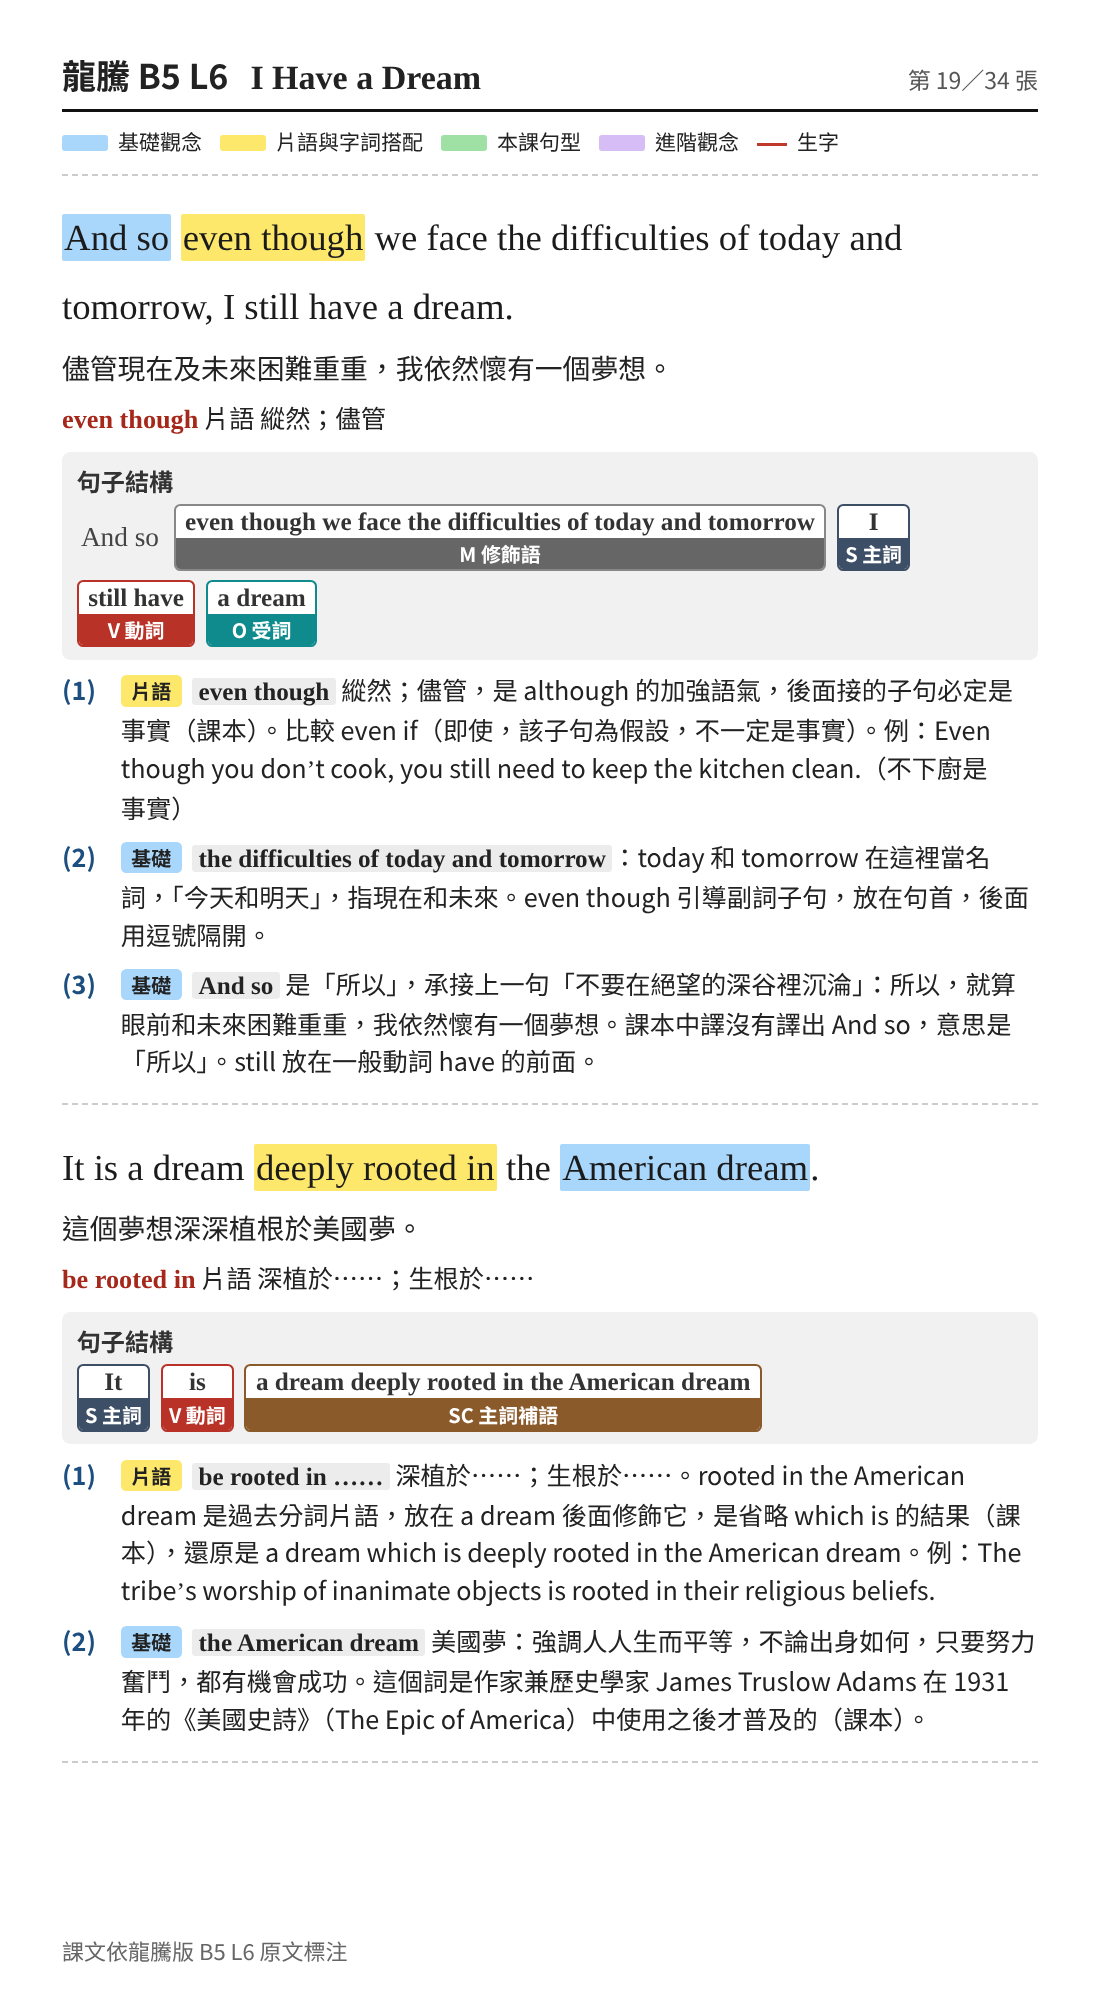 龍騰 B5 L6 I Have a Dream
第 19／34 張
基礎觀念 片語與字詞搭配 本課句型 進階觀念 生字
And so even though we face the difficulties of today and
tomorrow, I still have a dream.
儘管現在及未來困難重重，我依然懷有一個夢想。
even though 片語 縱然；儘管
句子結構
And so even though we face the difficulties of today and tomorrow I
M 修飾語 S 主詞
still have a dream
V 動詞 O 受詞
(1) 片語 even though 縱然；儘管，是 although 的加強語氣，後面接的子句必定是
事實（課本）。比較 even if（即使，該子句為假設，不一定是事實）。例：Even
though you don’t cook, you still need to keep the kitchen clean.（不下廚是
事實）
(2) 基礎 the difficulties of today and tomorrow：today 和 tomorrow 在這裡當名
詞，「今天和明天」，指現在和未來。even though 引導副詞子句，放在句首，後面
用逗號隔開。
(3) 基礎 And so 是「所以」，承接上一句「不要在絕望的深谷裡沉淪」：所以，就算
眼前和未來困難重重，我依然懷有一個夢想。課本中譯沒有譯出 And so，意思是
「所以」。still 放在一般動詞 have 的前面。
It is a dream deeply rooted in the American dream.
這個夢想深深植根於美國夢。
be rooted in 片語 深植於……；生根於……
句子結構
It is a dream deeply rooted in the American dream
S 主詞 V 動詞 SC 主詞補語
(1) 片語 be rooted in …… 深植於……；生根於……。rooted in the American
dream 是過去分詞片語，放在 a dream 後面修飾它，是省略 which is 的結果（課
本），還原是 a dream which is deeply rooted in the American dream。例：The
tribe’s worship of inanimate objects is rooted in their religious beliefs.
(2) 基礎 the American dream 美國夢：強調人人生而平等，不論出身如何，只要努力
奮鬥，都有機會成功。這個詞是作家兼歷史學家 James Truslow Adams 在 1931
年的《美國史詩》（The Epic of America）中使用之後才普及的（課本）。
課文依龍騰版 B5 L6 原文標注